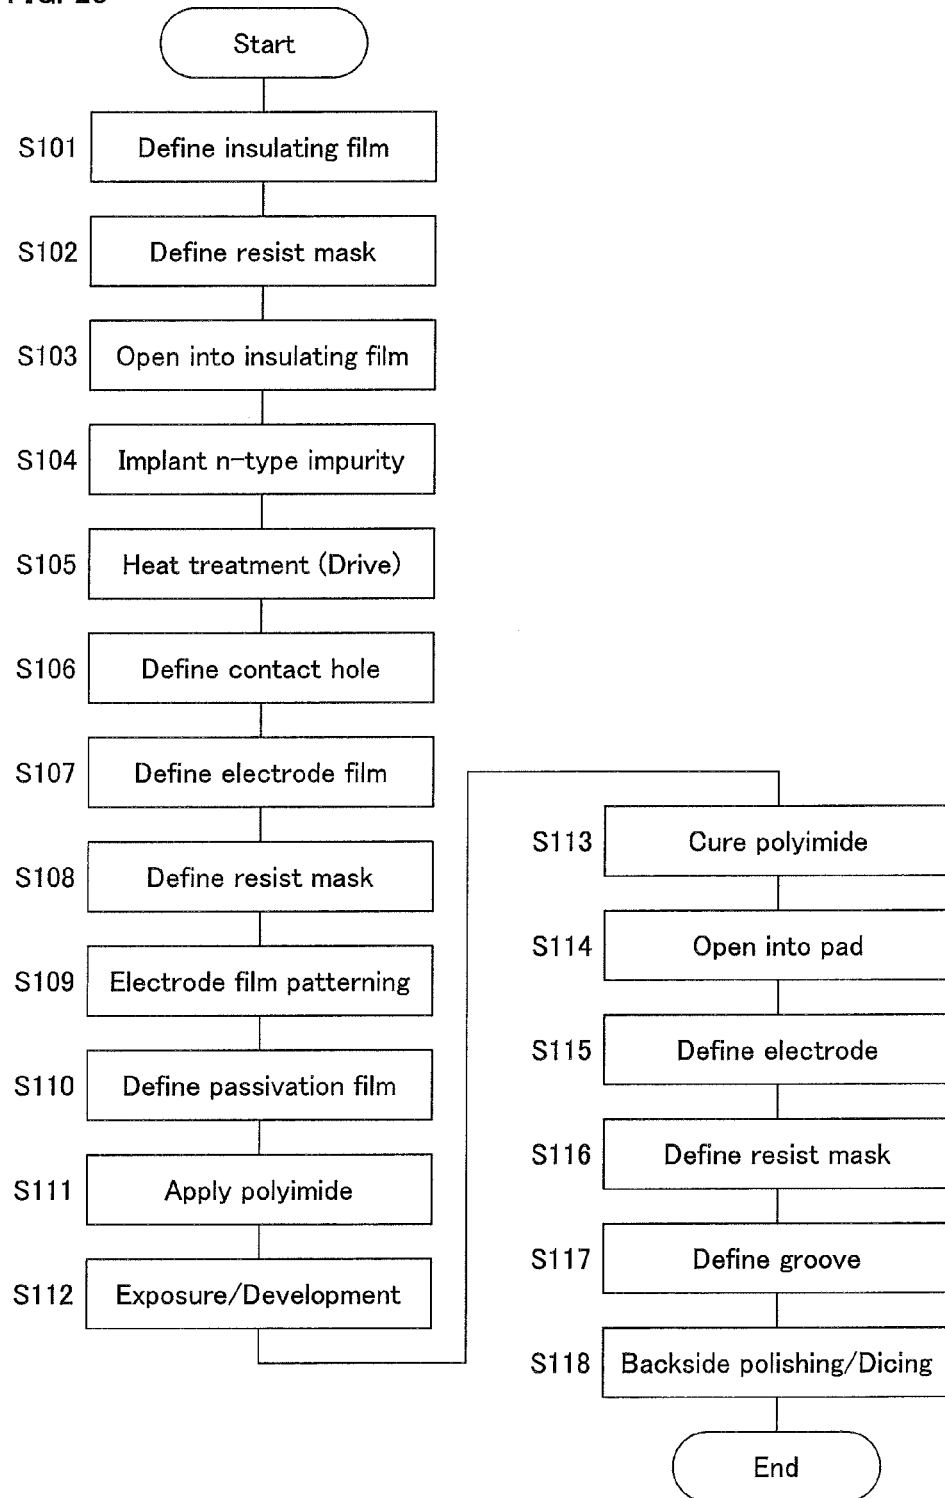 Start
S101 Define insulating film
S102 Define resist mask
S103 Open into insulating film
S104 Implant n-type impurity
S105 Heat treatment (Drive)
S106 Define contact hole
S107 Define electrode film
S108 Define resist mask
S109 Electrode film patterning
S110 Define passivation film
S111 Apply polyimide
S112 Exposure/Development
S113 Cure polyimide
S114 Open into pad
S115 Define electrode
S116 Define resist mask
S117 Define groove
S118 Backside polishing/Dicing
End